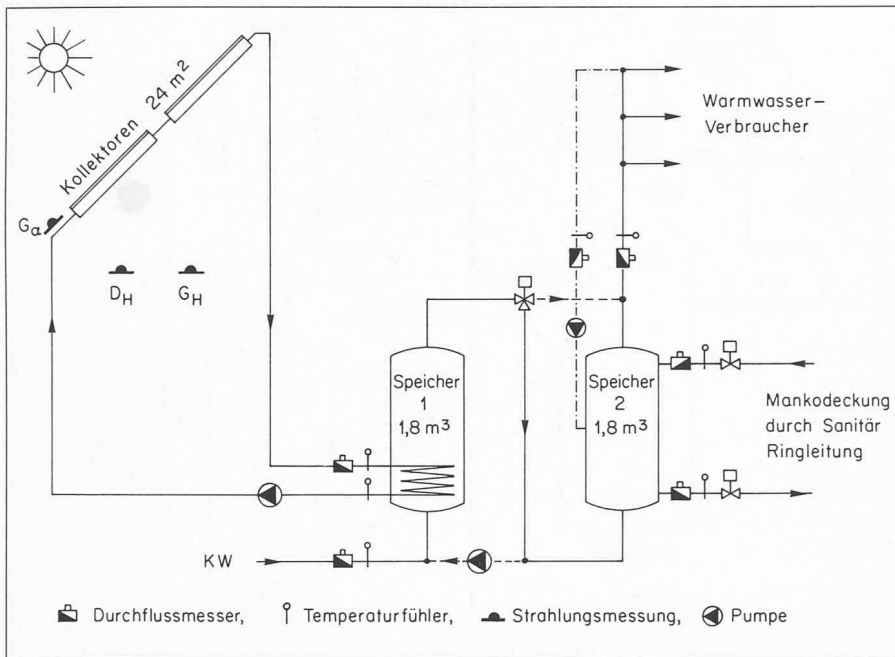 Kollektoren 24 m²
Gα
DH
GH
Warmwasser–
Verbraucher
Speicher
1
1,8 m³
Speicher
2
1,8 m³
Mankodeckung
durch Sanitär
Ringleitung
KW
Durchflussmesser, Temperaturfühler, Strahlungsmessung, Pumpe